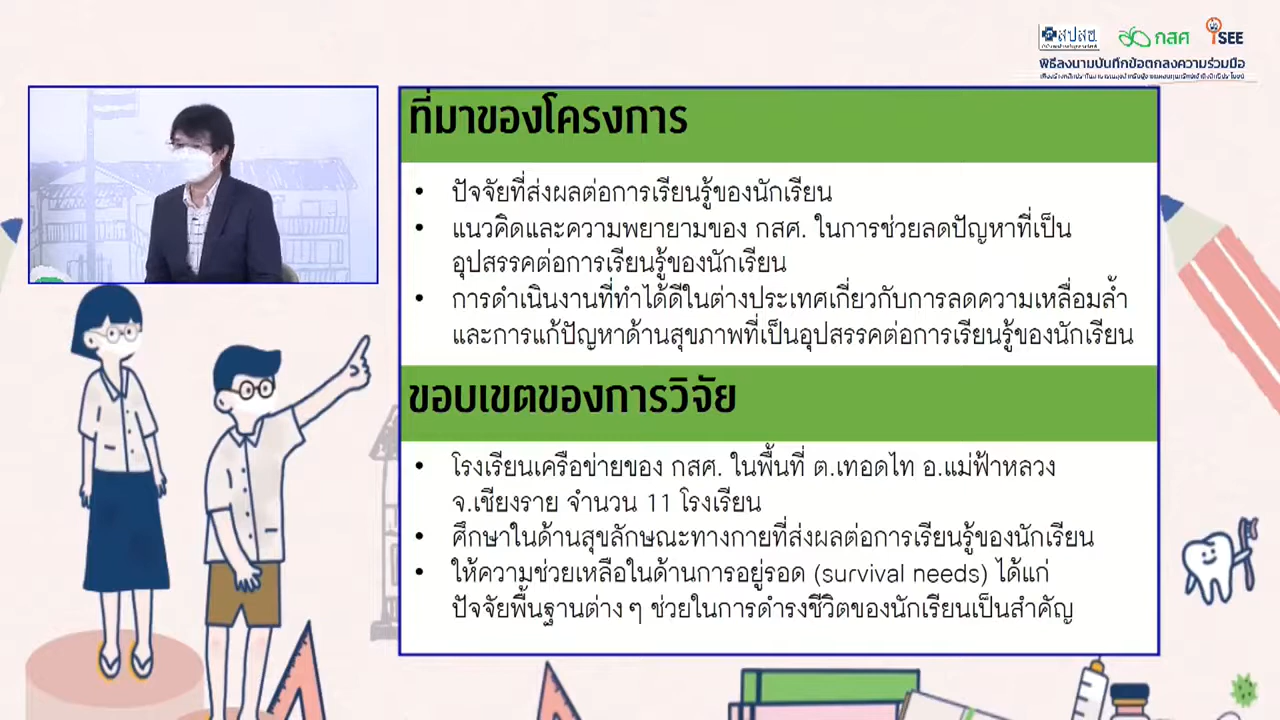 สปสช.
กสศ
iSEE
พิธีลงนามบันทึกข้อตกลงความร่วมมือ
ที่มาของโครงการ
• ปัจจัยที่ส่งผลต่อการเรียนรู้ของนักเรียน
• แนวคิดและความพยายามของ กสศ. ในการช่วยลดปัญหาที่เป็น
อุปสรรคต่อการเรียนรู้ของนักเรียน
• การดำเนินงานที่ทำได้ดีในต่างประเทศเกี่ยวกับการลดความเหลื่อมล้ำ
และการแก้ปัญหาด้านสุขภาพที่เป็นอุปสรรคต่อการเรียนรู้ของนักเรียน
ขอบเขตของการวิจัย
• โรงเรียนเครือข่ายของ กสศ. ในพื้นที่ ต.เทอดไท อ.แม่ฟ้าหลวง
จ.เชียงราย จำนวน 11 โรงเรียน
• ศึกษาในด้านสุขลักษณะทางกายที่ส่งผลต่อการเรียนรู้ของนักเรียน
• ให้ความช่วยเหลือในด้านการอยู่รอด (survival needs) ได้แก่
ปัจจัยพื้นฐานต่าง ๆ ช่วยในการดำรงชีวิตของนักเรียนเป็นสำคัญ